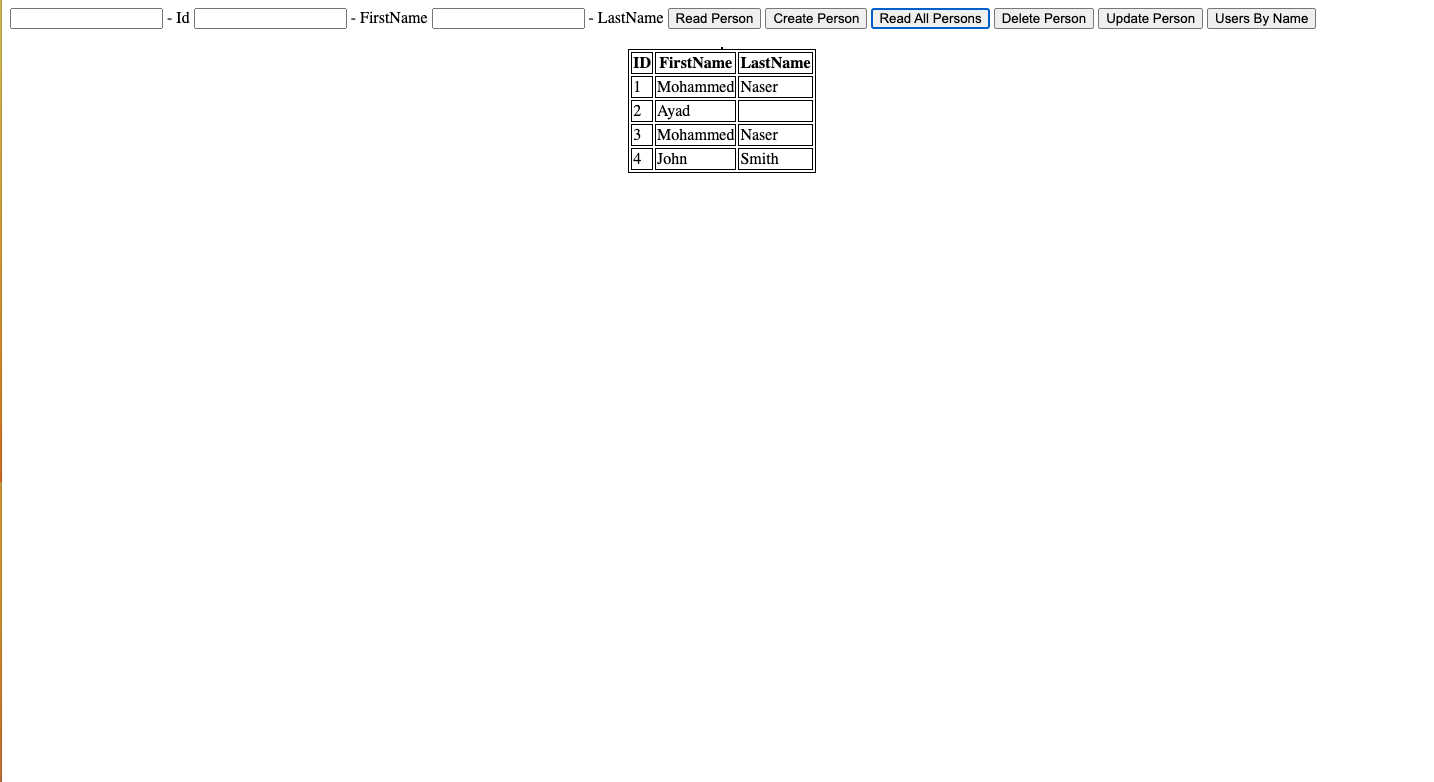 - Id - FirstName - LastName Read Person Create Person Read All Persons Delete Person Update Person Users By Name
ID FirstName LastName
1 Mohammed Naser
2 Ayad
3 Mohammed Naser
4 John Smith